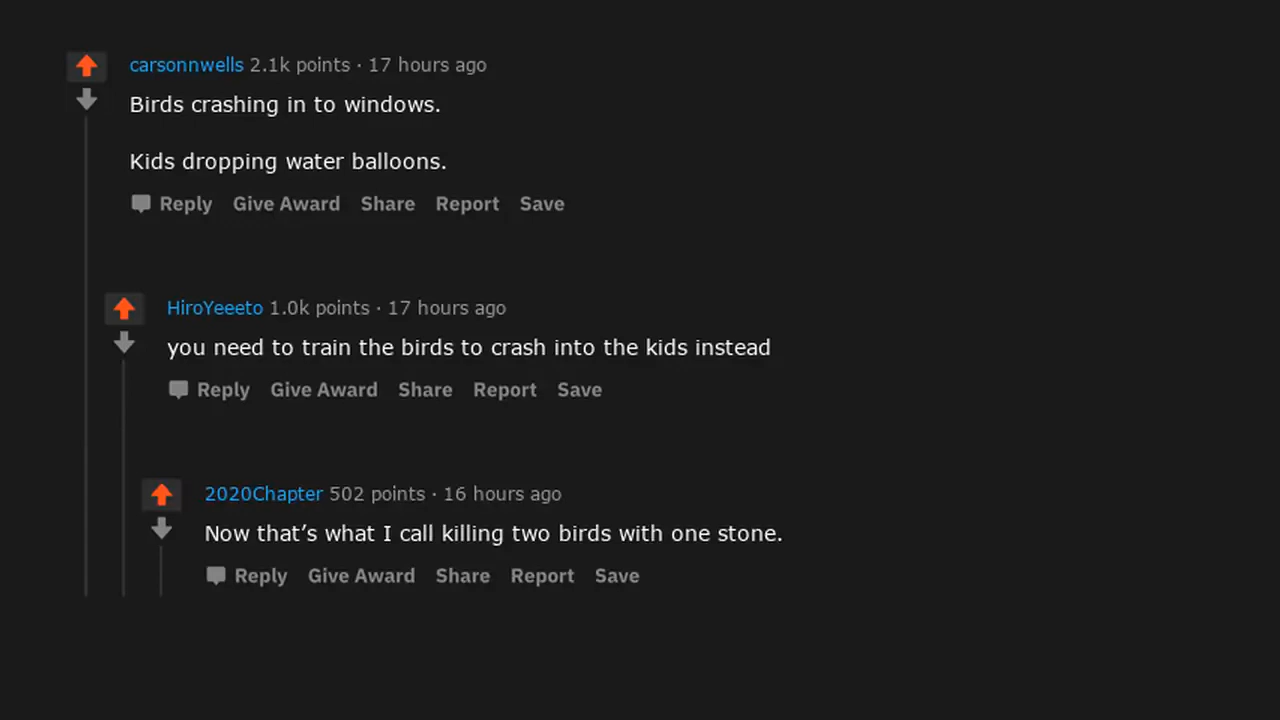 carsonnwells 2.1k points · 17 hours ago
Birds crashing in to windows.
Kids dropping water balloons.
Reply Give Award Share Report Save
HiroYeeeto 1.0k points · 17 hours ago
you need to train the birds to crash into the kids instead
Reply Give Award Share Report Save
2020Chapter 502 points · 16 hours ago
Now that’s what I call killing two birds with one stone.
Reply Give Award Share Report Save